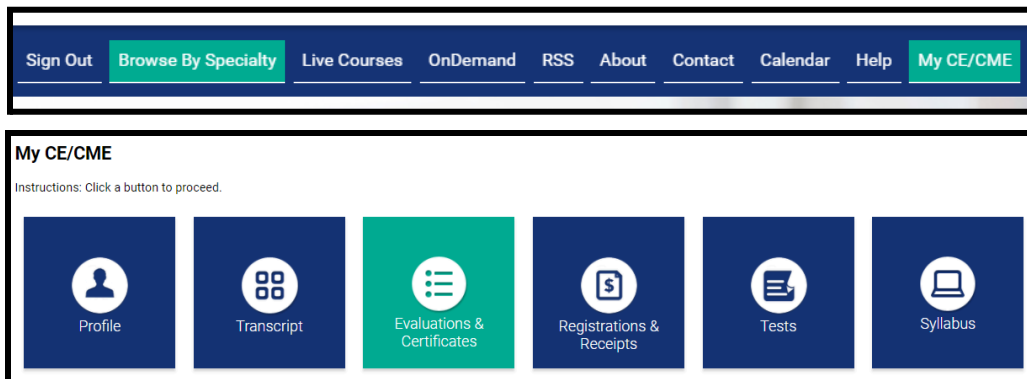 Sign Out Browse By Specialty Live Courses OnDemand RSS About Contact Calendar Help My CE/CME
My CE/CME
Instructions: Click a button to proceed.
Profile
Transcript
Evaluations &
Certificates
Registrations &
Receipts
Tests
Syllabus